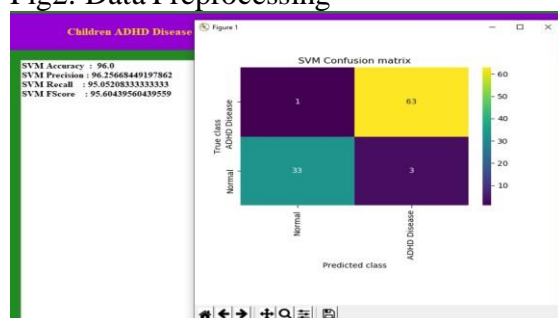 Fig2: Data Preprocessing
Children ADHD Disease
Figure 1
SVM Accuracy : 96.0
SVM Precision : 96.25668449197862
SVM Recall : 95.05208333333333
SVM FScore : 95.60439560439559
SVM Confusion matrix
True class
ADHD Disease
Normal
1
63
33
3
60
50
40
30
20
10
Normal
ADHD Disease
Predicted class